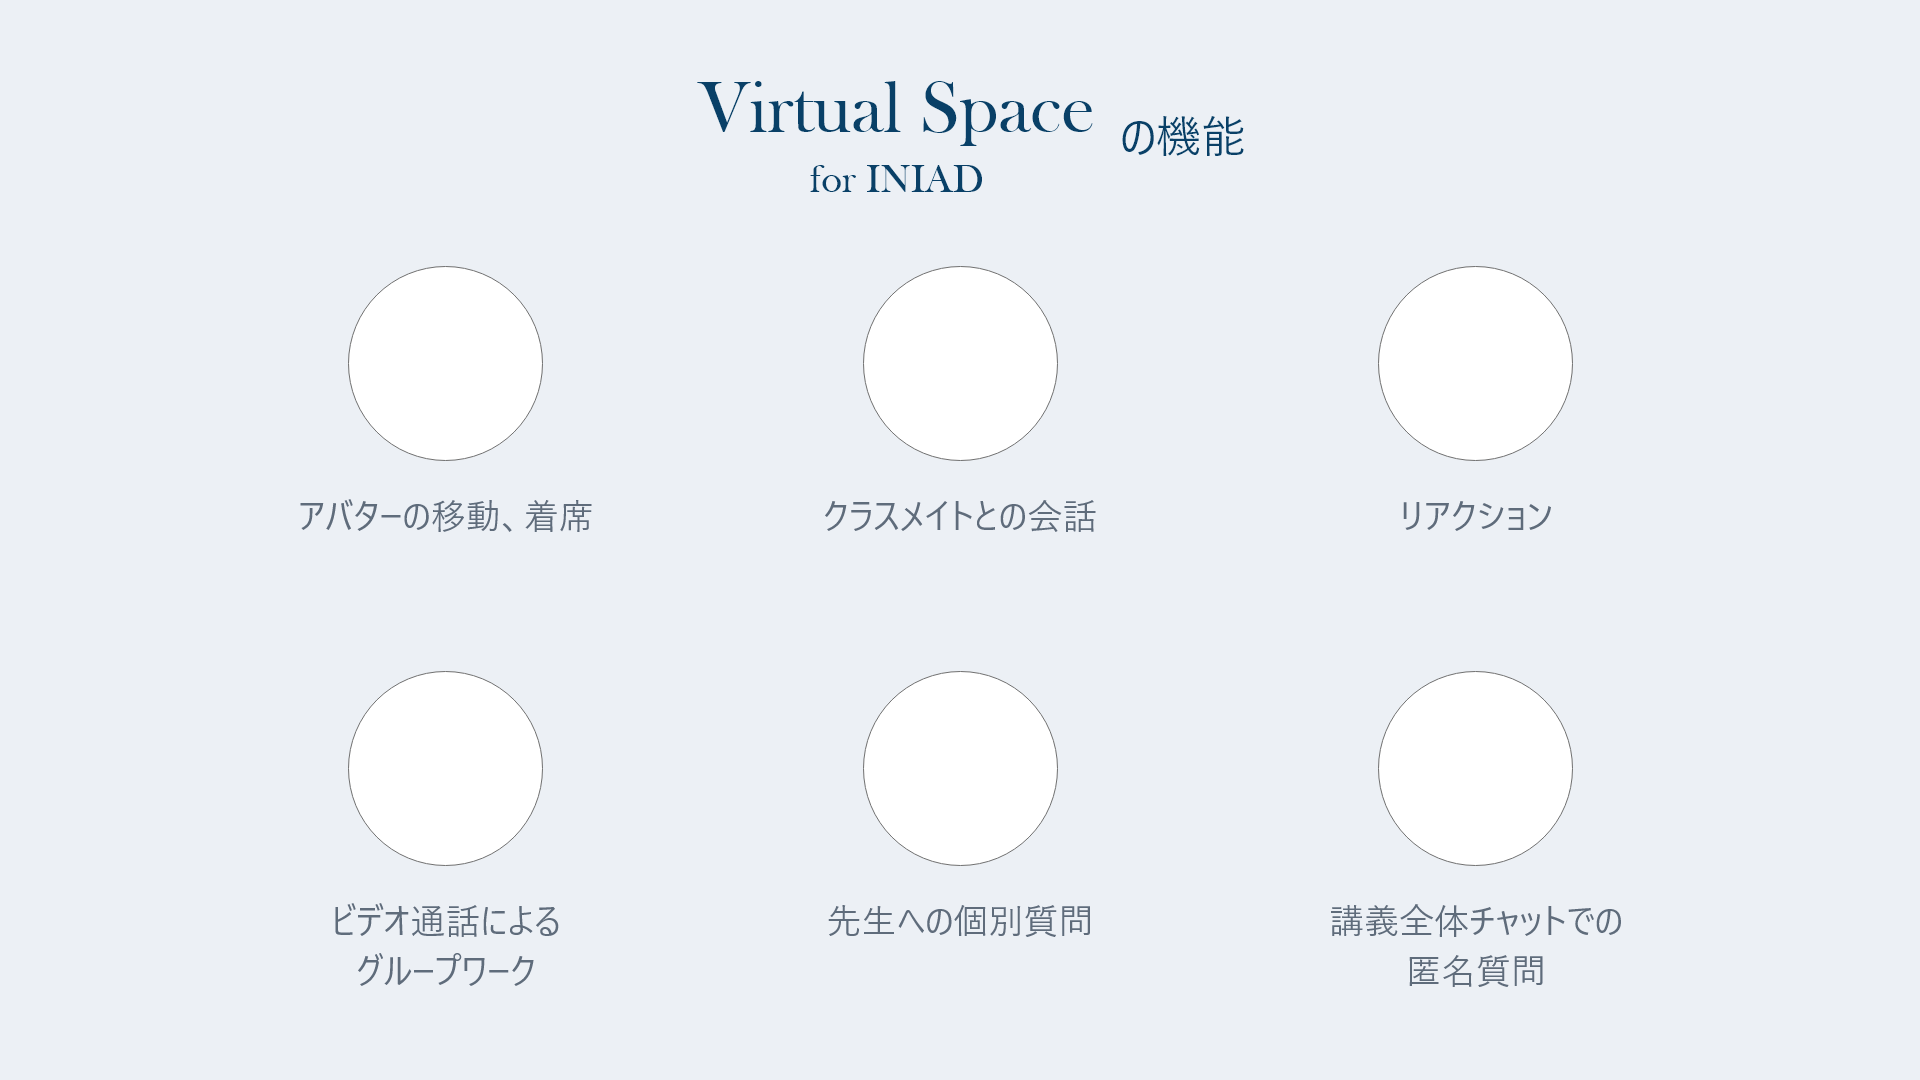 Virtual Space
for INIAD
の機能
アバターの移動、着席
クラスメイトとの会話
リアクション
ビデオ通話による
グループワーク
先生への個別質問
講義全体チャットでの
匿名質問